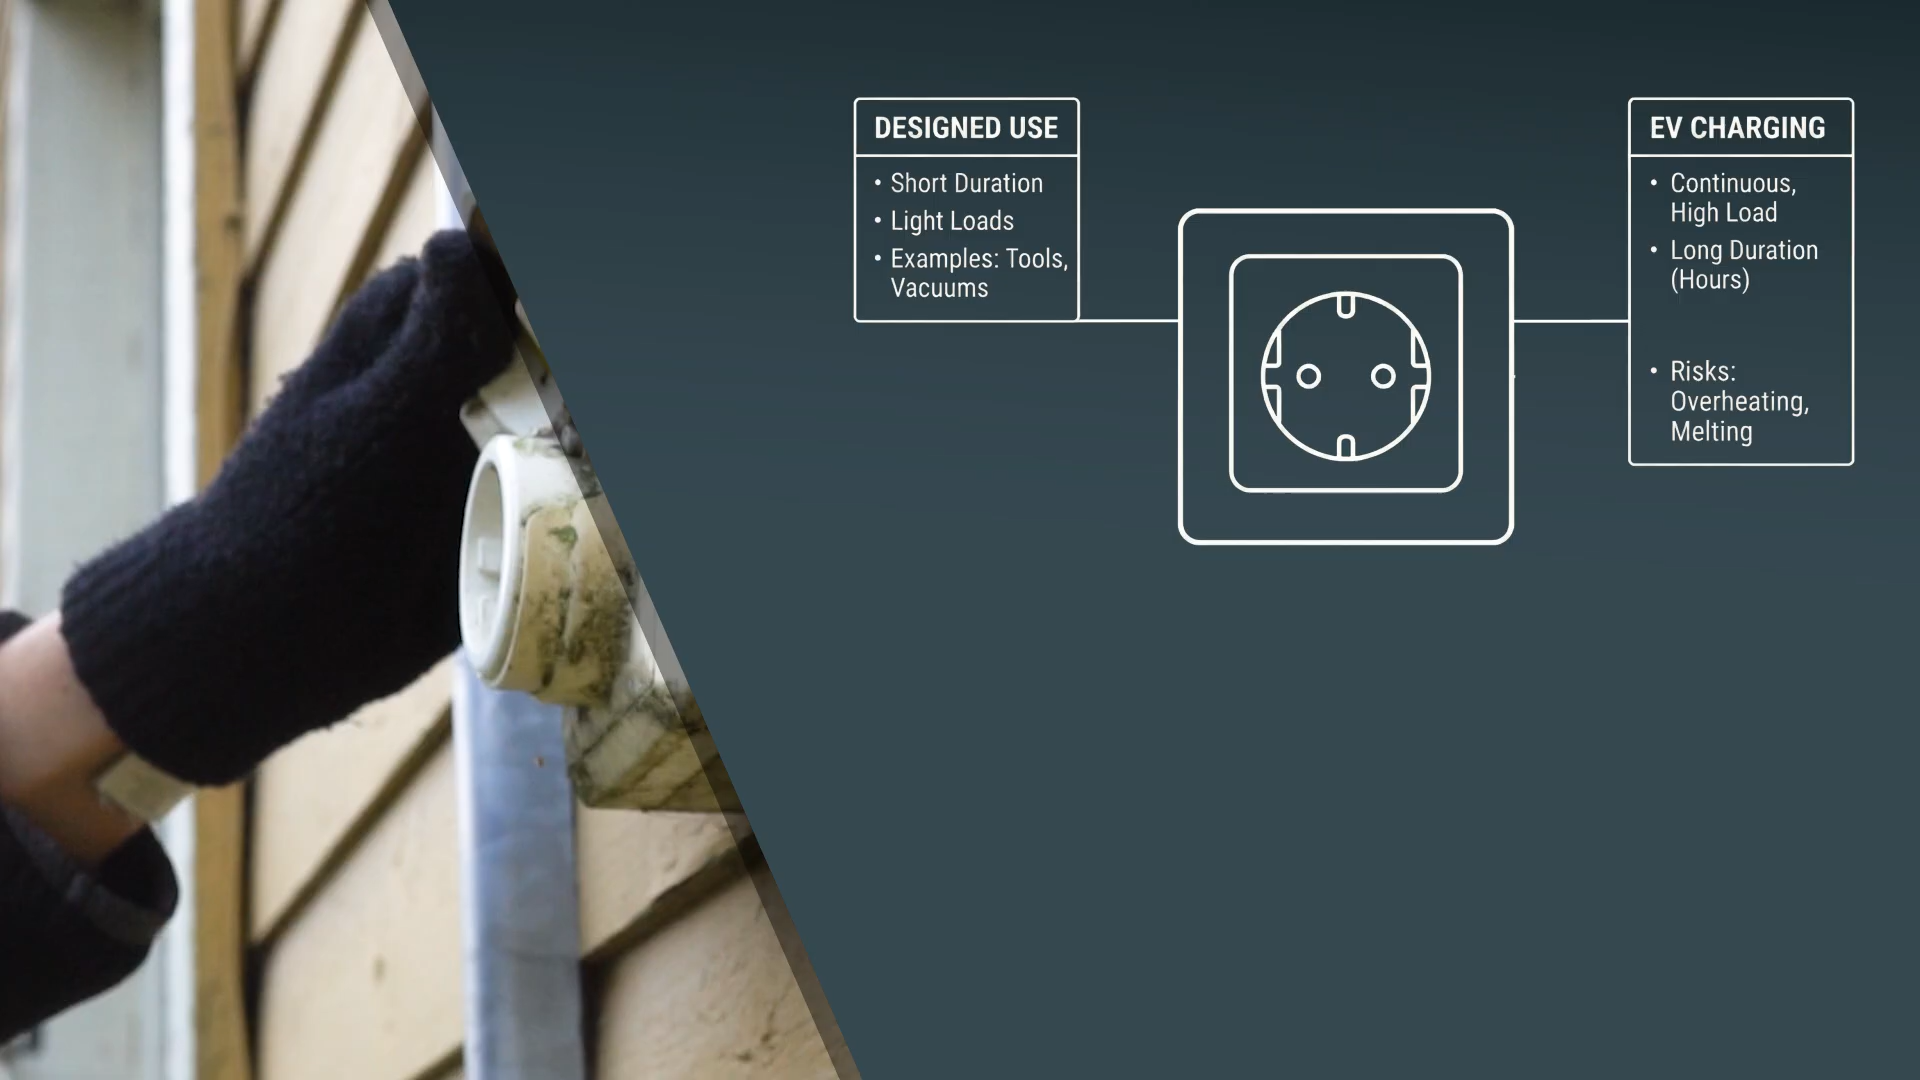 DESIGNED USE
• Short Duration
• Light Loads
• Examples: Tools,
Vacuums
EV CHARGING
• Continuous,
High Load
• Long Duration
(Hours)
• Risks:
Overheating,
Melting